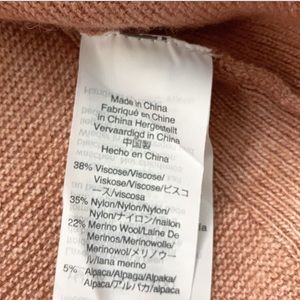 Made in China
Fabriqué en Chine
in China Hergestellt
Vervaardigd in China
中国製
Hecho en China
38% Viscose/Viscose/
Viskose/Viscose/ビスコ
ース/viscosa
35% Nylon/Nylon/Nylon/
Nylon/ナイロン/nailon
22% Merino Wool/Laine De
Merinos/Merinowolle/
Merinowol/メリノウー
ル/lana merino
5% Alpaca/Alpaga/Alpaka/
Alpaca/アルパカ/alpaca